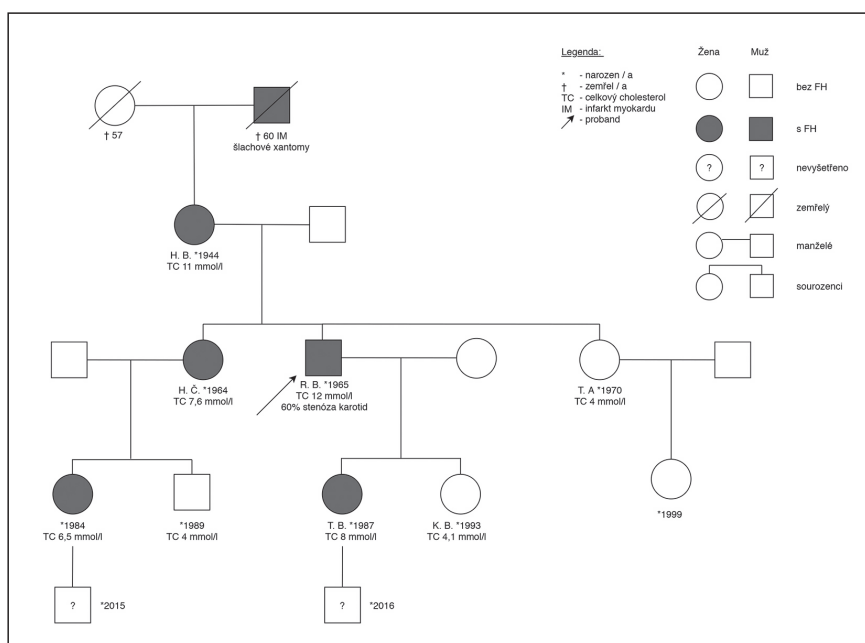 Legenda:
* - narozen / a
† - zemřel / a
TC - celkový cholesterol
IM - infarkt myokardu
- proband
Žena
Muž
bez FH
s FH
?
?
nevyšetřeno
zemřelý
manželé
sourozenci
† 57
† 60 IM
šlachové xantomy
H. B. *1944
TC 11 mmol/l
H. Č. *1964
TC 7,6 mmol/l
R. B. *1965
TC 12 mmol/l
60% stenóza karotid
T. A *1970
TC 4 mmol/l
*1984
TC 6,5 mmol/l
*1989
TC 4 mmol/l
T. B. *1987
TC 8 mmol/l
K. B. *1993
TC 4,1 mmol/l
*1999
?
*2015
?
*2016